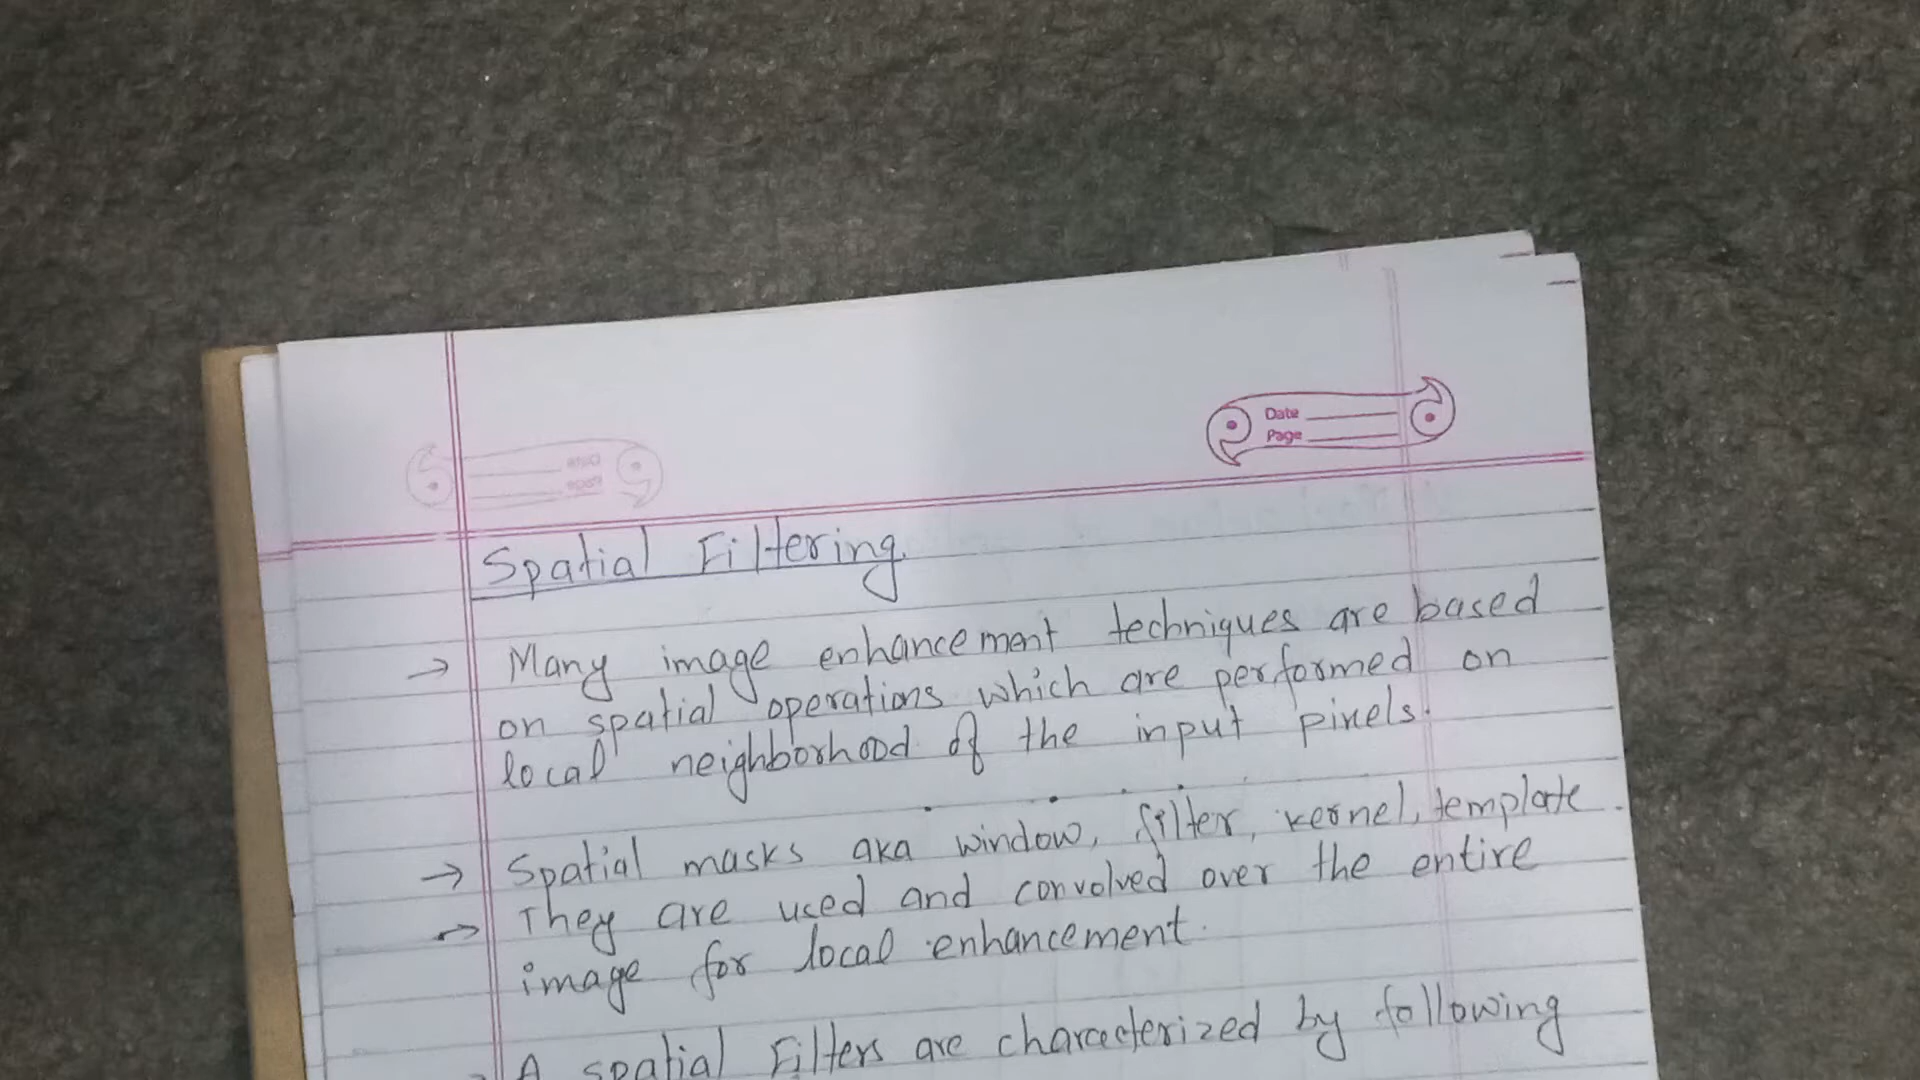 Date
Page
Spatial Filtering
→ Many image enhancement techniques are based
on spatial operations which are performed on
local neighborhood of the input pixels.
→ Spatial masks aka window, filter, kernel, template.
→ They are used and convolved over the entire
image for local enhancement.
A spatial Filters are characterized by following